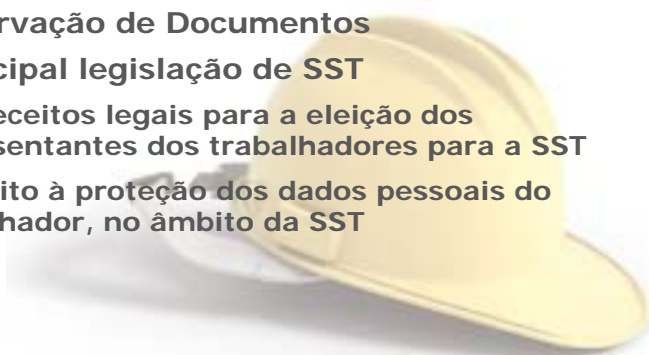 rvação de Documentos
cipal legislação de SST
eceitos legais para a eleição dos
sentantes dos trabalhadores para a SST
ito à proteção dos dados pessoais do
hador, no âmbito da SST